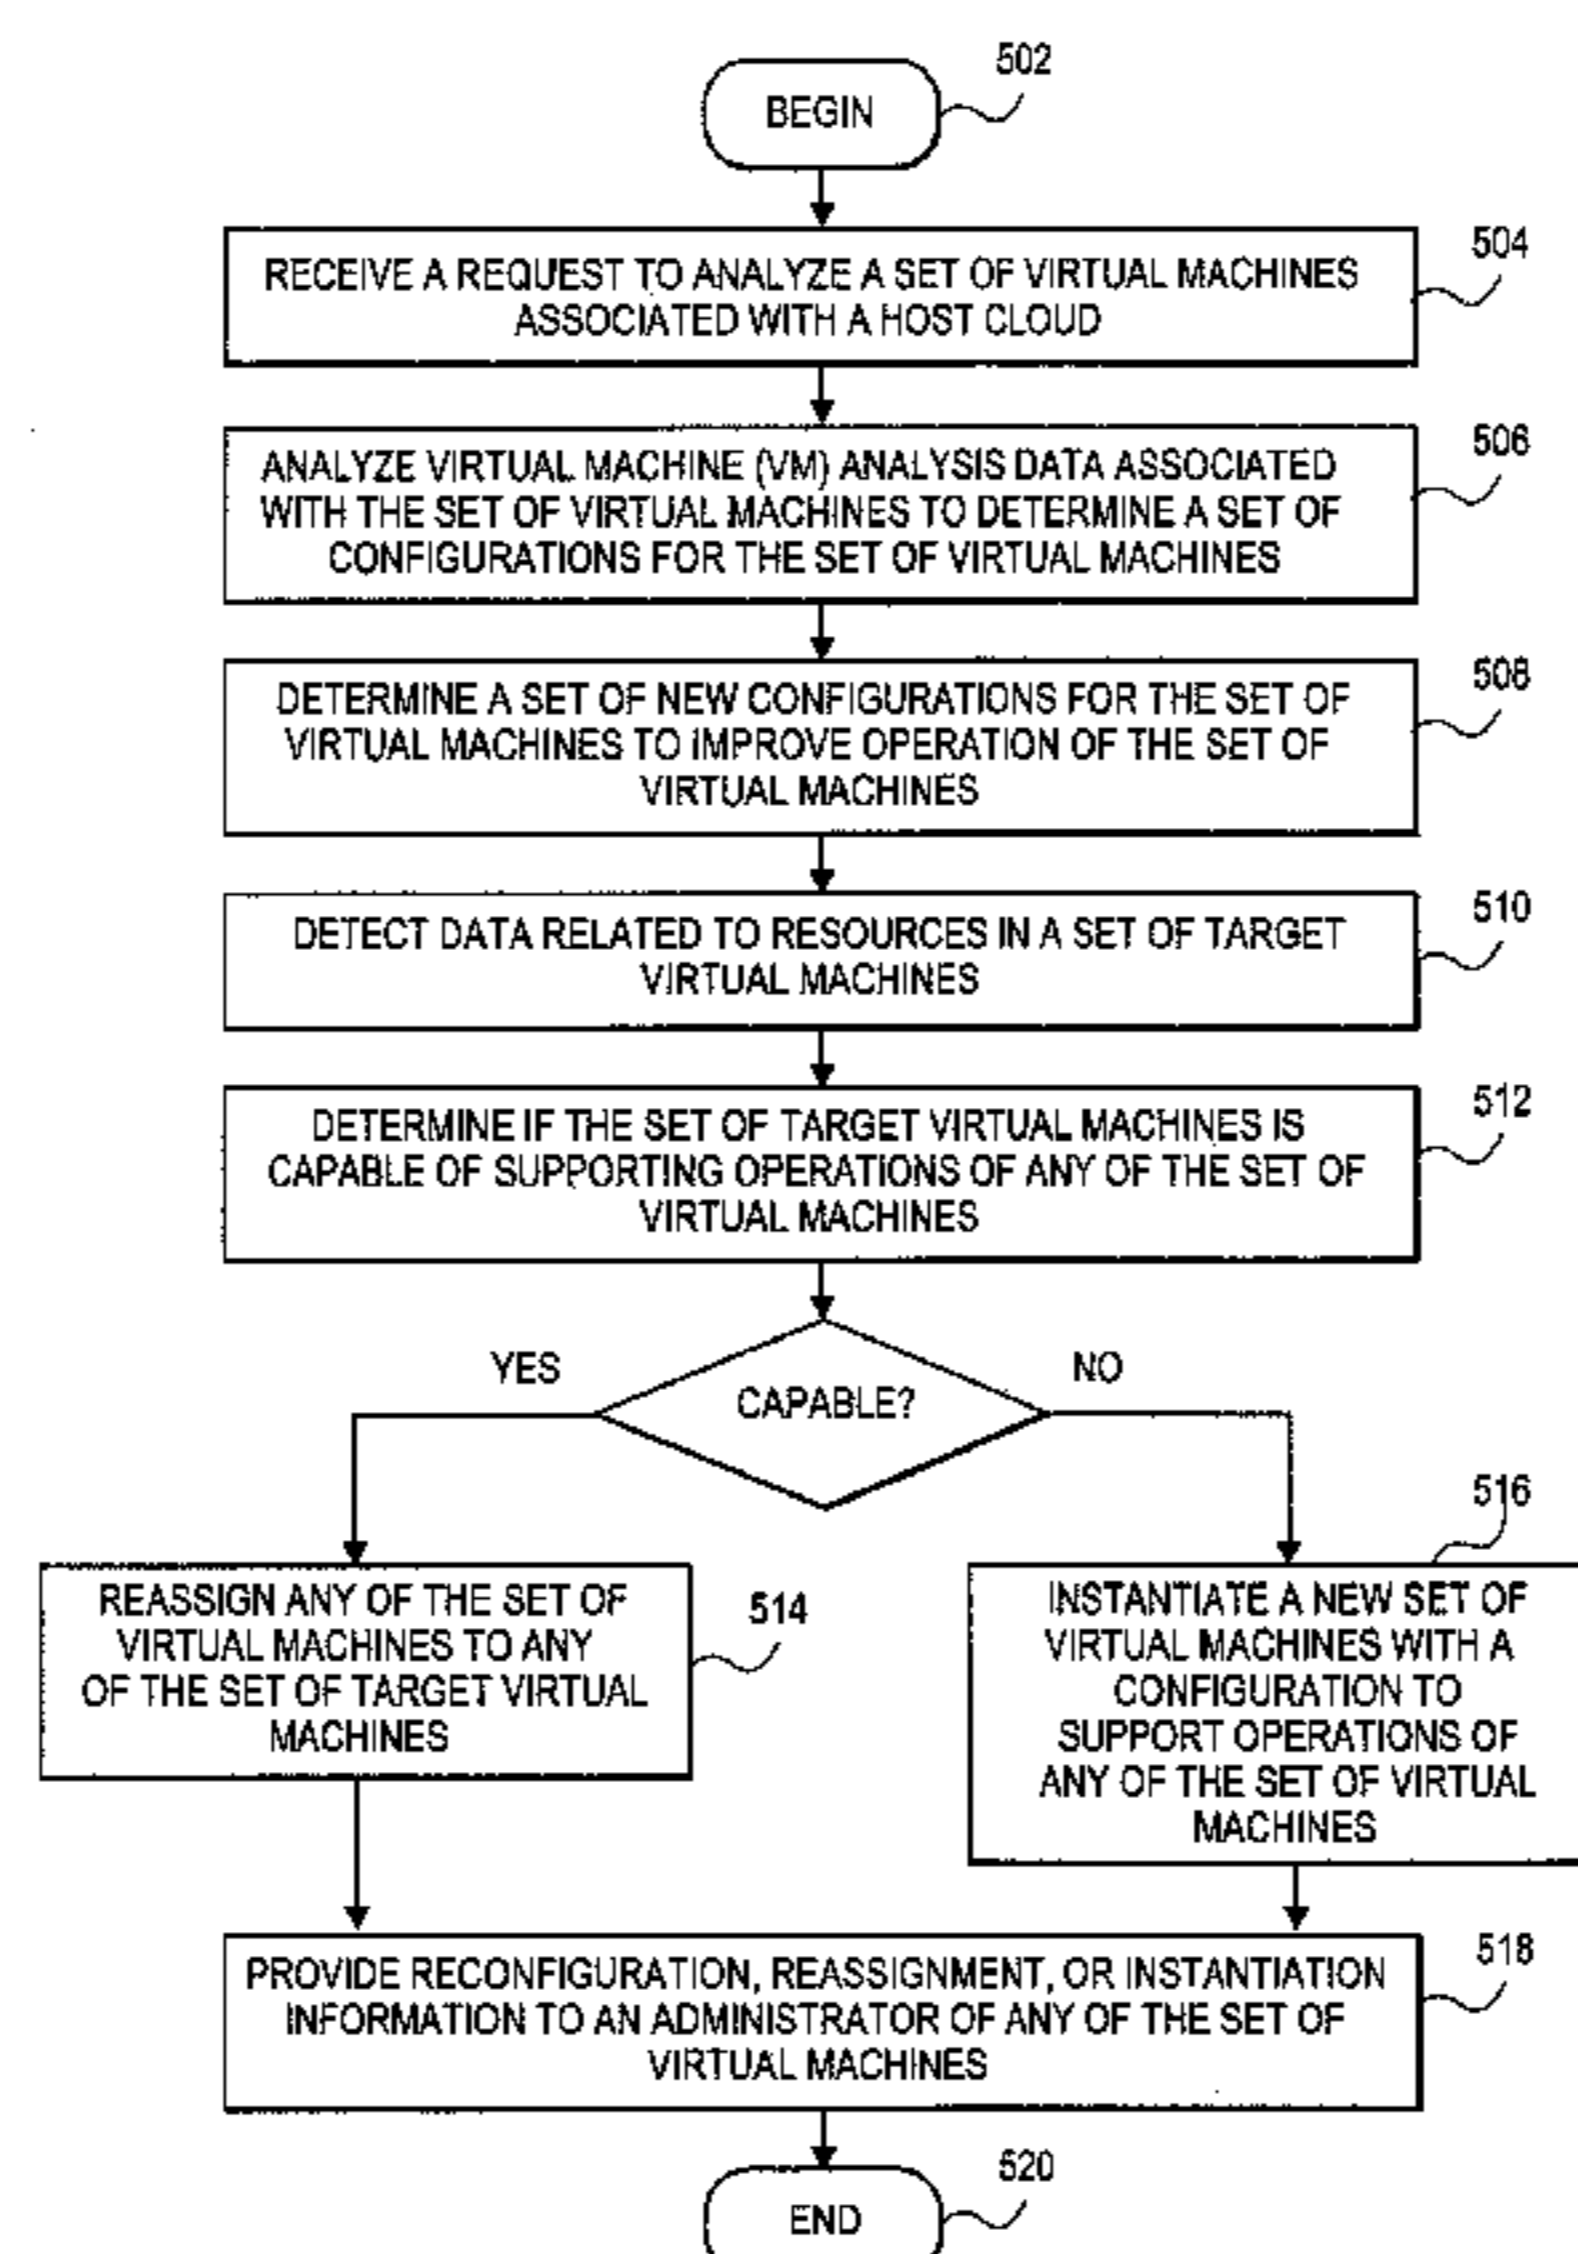 502
BEGIN
504
RECEIVE A REQUEST TO ANALYZE A SET OF VIRTUAL MACHINES
ASSOCIATED WITH A HOST CLOUD
506
ANALYZE VIRTUAL MACHINE (VM) ANALYSIS DATA ASSOCIATED
WITH THE SET OF VIRTUAL MACHINES TO DETERMINE A SET OF
CONFIGURATIONS FOR THE SET OF VIRTUAL MACHINES
508
DETERMINE A SET OF NEW CONFIGURATIONS FOR THE SET OF
VIRTUAL MACHINES TO IMPROVE OPERATION OF THE SET OF
VIRTUAL MACHINES
510
DETECT DATA RELATED TO RESOURCES IN A SET OF TARGET
VIRTUAL MACHINES
512
DETERMINE IF THE SET OF TARGET VIRTUAL MACHINES IS
CAPABLE OF SUPPORTING OPERATIONS OF ANY OF THE SET OF
VIRTUAL MACHINES
YES
NO
CAPABLE?
REASSIGN ANY OF THE SET OF
VIRTUAL MACHINES TO ANY
OF THE SET OF TARGET VIRTUAL
MACHINES
514
516
INSTANTIATE A NEW SET OF
VIRTUAL MACHINES WITH A
CONFIGURATION TO
SUPPORT OPERATIONS OF
ANY OF THE SET OF VIRTUAL
MACHINES
518
PROVIDE RECONFIGURATION, REASSIGNMENT, OR INSTANTIATION
INFORMATION TO AN ADMINISTRATOR OF ANY OF THE SET OF
VIRTUAL MACHINES
520
END